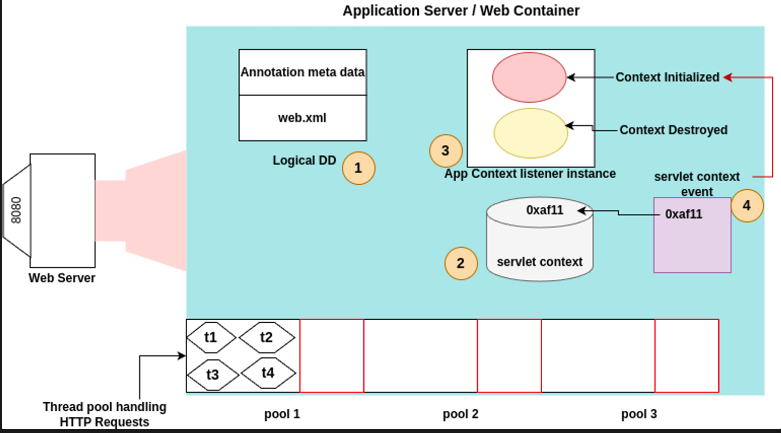 Application Server / Web Container
Annotation meta data
web.xml
Logical DD
1
Context Initialized
Context Destroyed
3
App Context listener instance
servlet context
event
4
0xaf11
0xaf11
servlet context
2
8080
Web Server
t1
t2
t3
t4
Thread pool handling
HTTP Requests
pool 1
pool 2
pool 3